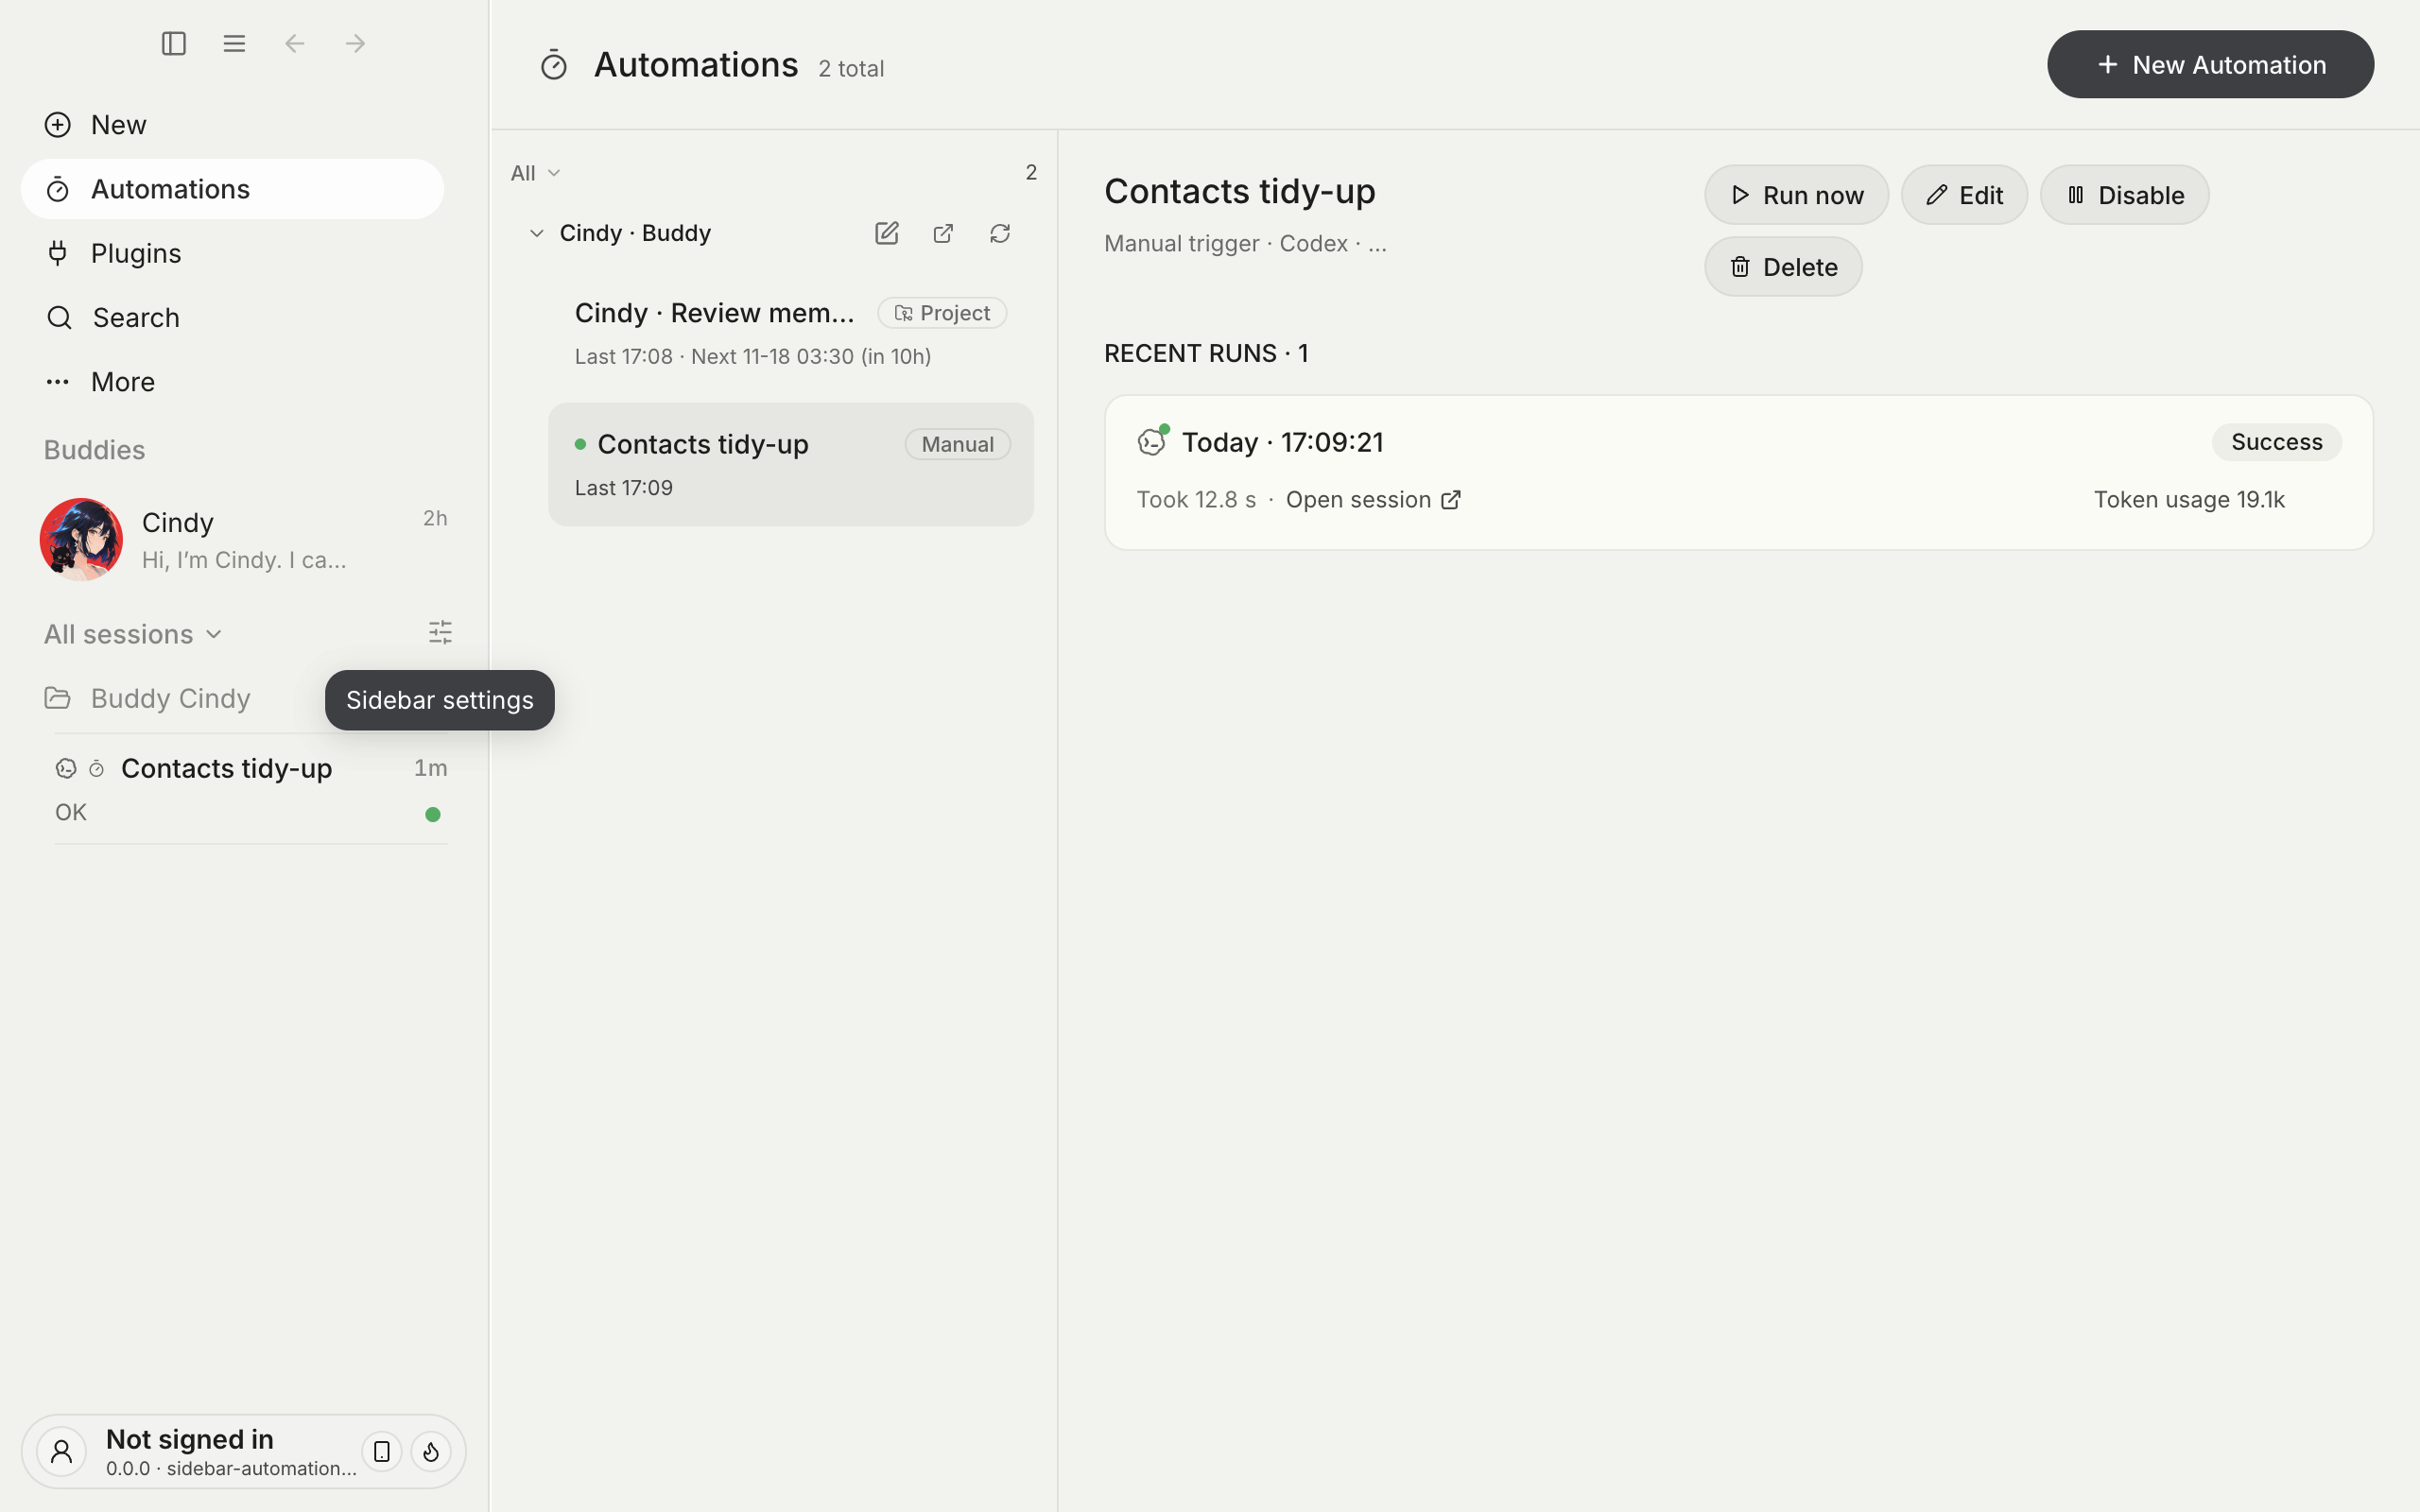 New
Automations
Plugins
Search
More
Buddies
Cindy
2h
Hi, I’m Cindy. I ca...
All sessions
Buddy Cindy
Sidebar settings
Contacts tidy-up
1m
OK
Not signed in
0.0.0 · sidebar-automation...
Automations 2 total
New Automation
All
2
Cindy · Buddy
Cindy · Review mem... Project
Last 17:08 · Next 11-18 03:30 (in 10h)
Contacts tidy-up Manual
Last 17:09
Contacts tidy-up
Manual trigger · Codex · ...
Run now
Edit
Disable
Delete
RECENT RUNS · 1
Today · 17:09:21
Success
Took 12.8 s · Open session
Token usage 19.1k